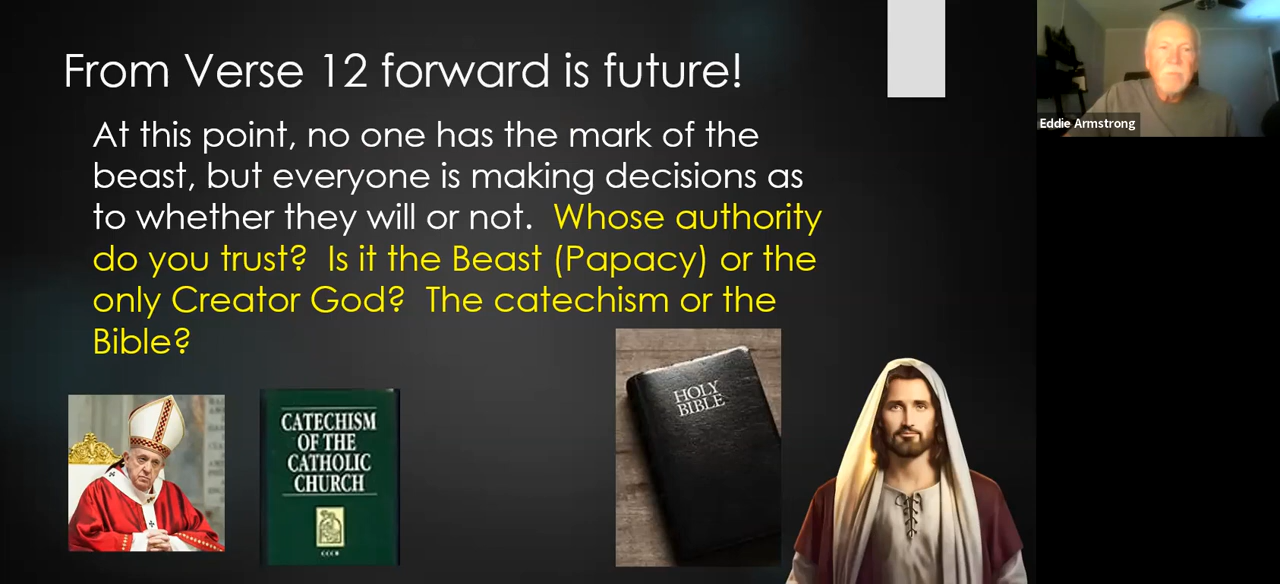 From Verse 12 forward is future!
At this point, no one has the mark of the
beast, but everyone is making decisions as
to whether they will or not.  Whose authority
do you trust?  Is it the Beast (Papacy) or the
only Creator God?  The catechism or the
Bible?
CATECHISM
OF THE
CATHOLIC
CHURCH
HOLY
BIBLE
Eddie Armstrong